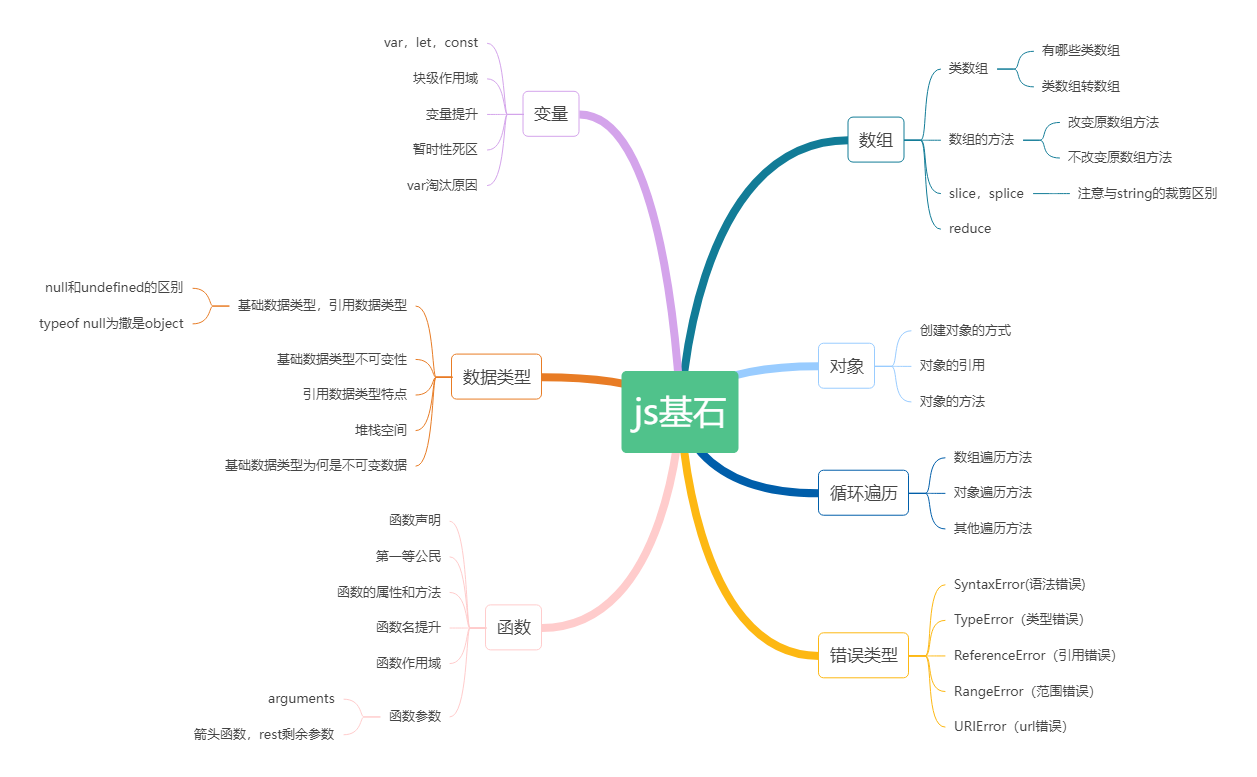 js基石
变量
var，let，const
块级作用域
变量提升
暂时性死区
var淘汰原因
数据类型
基础数据类型，引用数据类型
null和undefined的区别
typeof null为撒是object
基础数据类型不可变性
引用数据类型特点
堆栈空间
基础数据类型为何是不可变数据
函数
函数声明
第一等公民
函数的属性和方法
函数名提升
函数作用域
函数参数
arguments
箭头函数，rest剩余参数
数组
类数组
有哪些类数组
类数组转数组
数组的方法
改变原数组方法
不改变原数组方法
slice，splice
注意与string的裁剪区别
reduce
对象
创建对象的方式
对象的引用
对象的方法
循环遍历
数组遍历方法
对象遍历方法
其他遍历方法
错误类型
SyntaxError(语法错误)
TypeError（类型错误）
ReferenceError（引用错误）
RangeError（范围错误）
URIError（url错误）